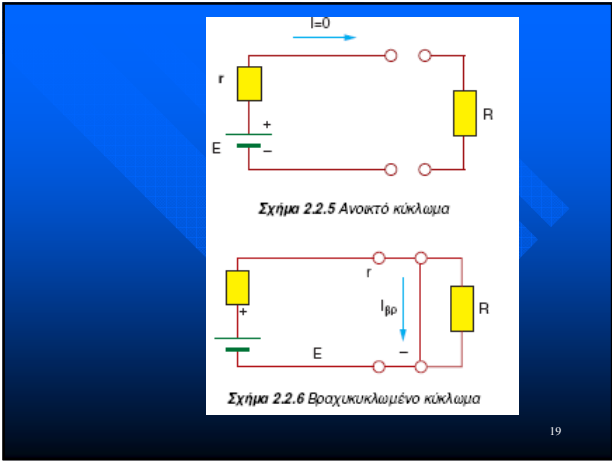 I=0
r
+
R
E
–
Σχήμα 2.2.5 Ανοικτό κύκλωμα
r
+
Iβρ
R
E
–
Σχήμα 2.2.6 Βραχυκυκλωμένο κύκλωμα
19